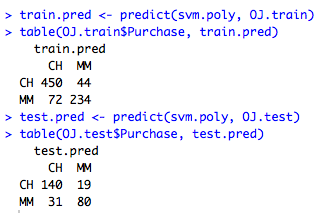 > train.pred <- predict(svm.poly, OJ.train)
> table(OJ.train$Purchase, train.pred)
    train.pred
      CH  MM
  CH 450  44
  MM  72 234
> test.pred <- predict(svm.poly, OJ.test)
> table(OJ.test$Purchase, test.pred)
    test.pred
      CH  MM
  CH 140  19
  MM  31  80